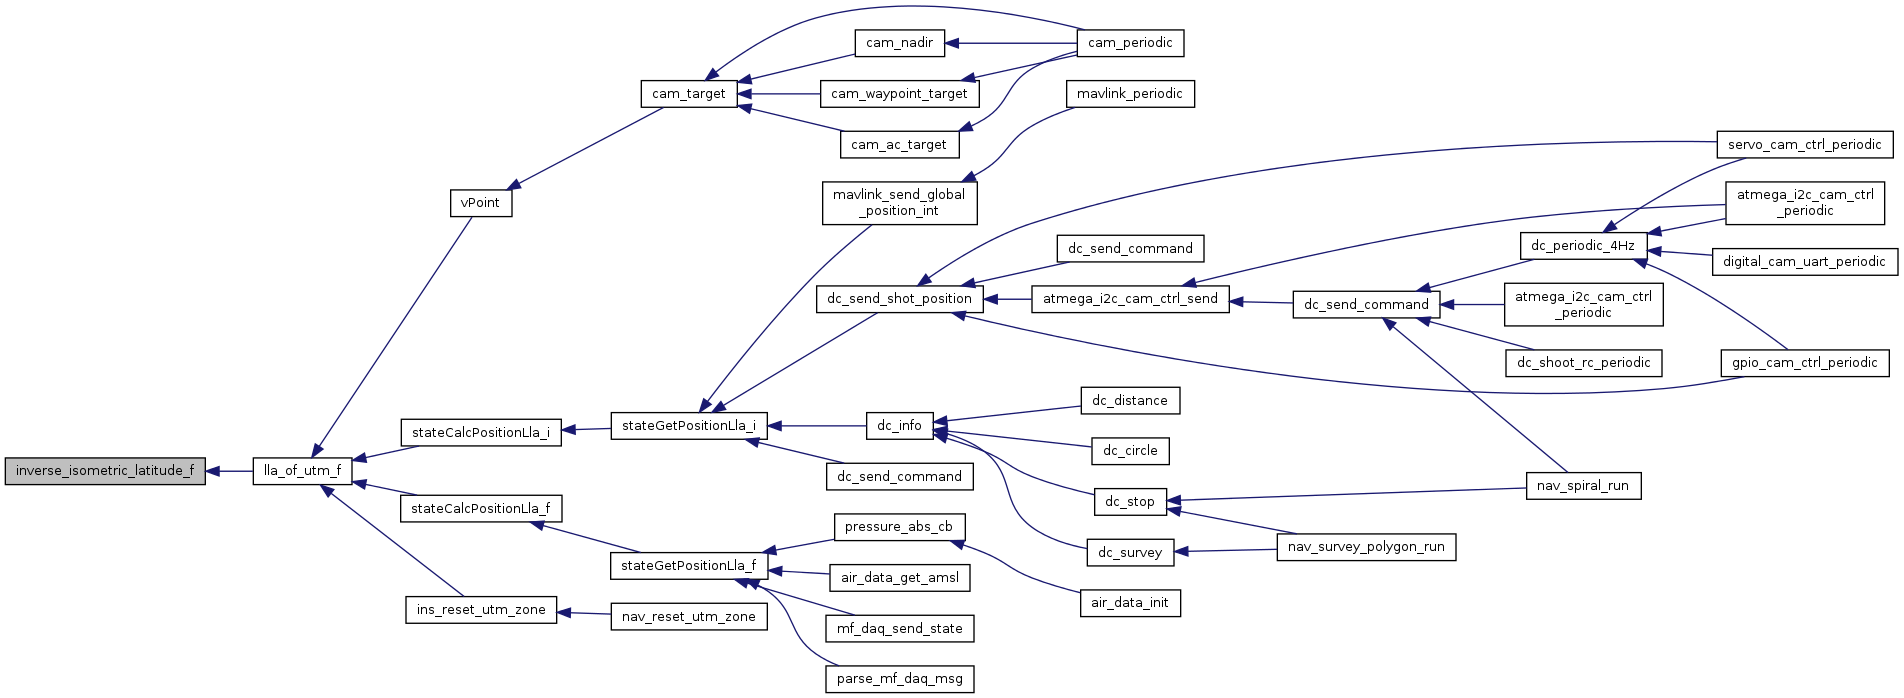 cam_nadir
cam_periodic
cam_target
cam_waypoint_target
mavlink_periodic
cam_ac_target
servo_cam_ctrl_periodic
vPoint
mavlink_send_global
_position_int
atmega_i2c_cam_ctrl
_periodic
dc_send_command
dc_periodic_4Hz
digital_cam_uart_periodic
dc_send_shot_position
atmega_i2c_cam_ctrl_send
dc_send_command
atmega_i2c_cam_ctrl
_periodic
dc_shoot_rc_periodic
gpio_cam_ctrl_periodic
stateCalcPositionLla_i
stateGetPositionLla_i
dc_info
dc_distance
dc_circle
inverse_isometric_latitude_f
lla_of_utm_f
dc_send_command
nav_spiral_run
stateCalcPositionLla_f
dc_stop
pressure_abs_cb
dc_survey
nav_survey_polygon_run
stateGetPositionLla_f
air_data_get_amsl
air_data_init
ins_reset_utm_zone
nav_reset_utm_zone
mf_daq_send_state
parse_mf_daq_msg